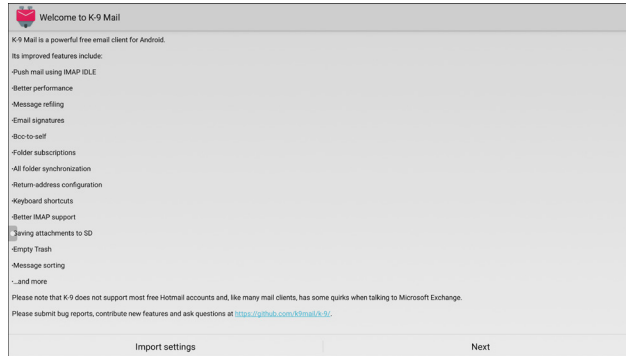 Welcome to K-9 Mail
K-9 Mail is a powerful free email client for Android.
Its improved features include:
·Push mail using IMAP IDLE
·Better performance
·Message refiling
·Email signatures
·Bcc-to-self
·Folder subscriptions
·All folder synchronization
·Return-address configuration
·Keyboard shortcuts
·Better IMAP support
·Saving attachments to SD
·Empty Trash
·Message sorting
·…and more
Please note that K-9 does not support most free Hotmail accounts and, like many mail clients, has some quirks when talking to Microsoft Exchange.
Please submit bug reports, contribute new features and ask questions at https://github.com/k9mail/k-9/.
Import settings
Next